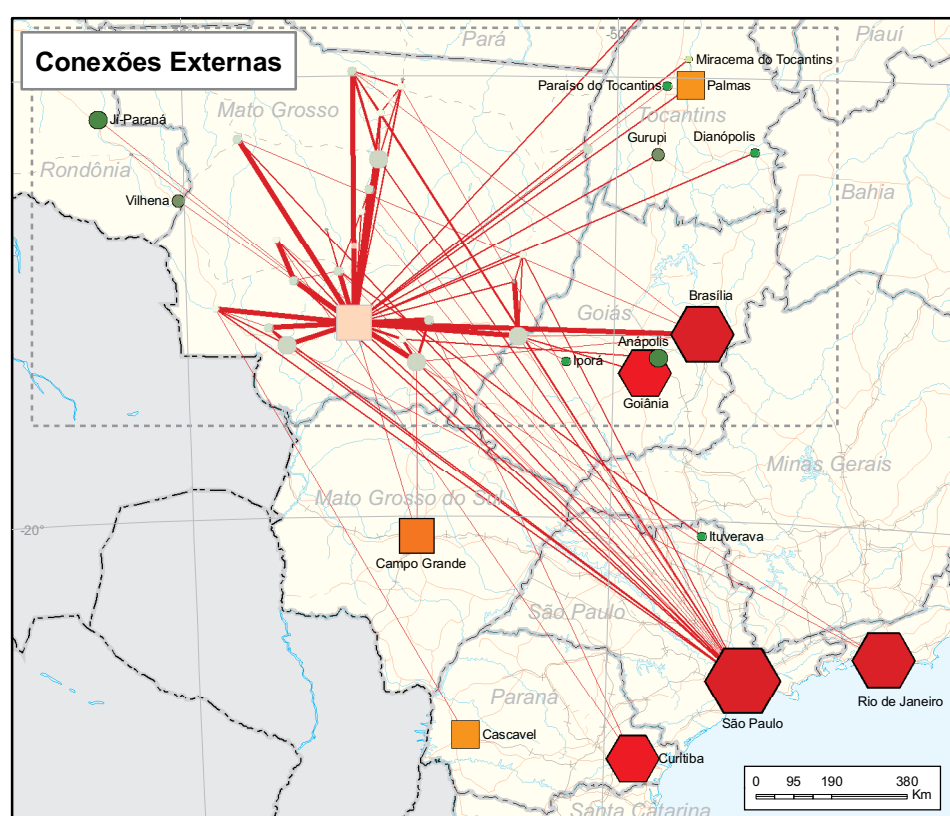 Conexões Externas
-50°
Pará
Piauí
Miracema do Tocantins
Paraíso do Tocantins
Palmas
Mato Grosso
Tocantins
Ji-Paraná
Gurupi
Dianópolis
Rondônia
Bahia
Vilhena
Brasília
Goiás
Anápolis
Iporá
Goiânia
Minas Gerais
Mato Grosso do Sul
-20°
Ituverava
Campo Grande
São Paulo
Paraná
Rio de Janeiro
São Paulo
Cascavel
Curitiba
0 95 190 380
Km
Santa Catarina